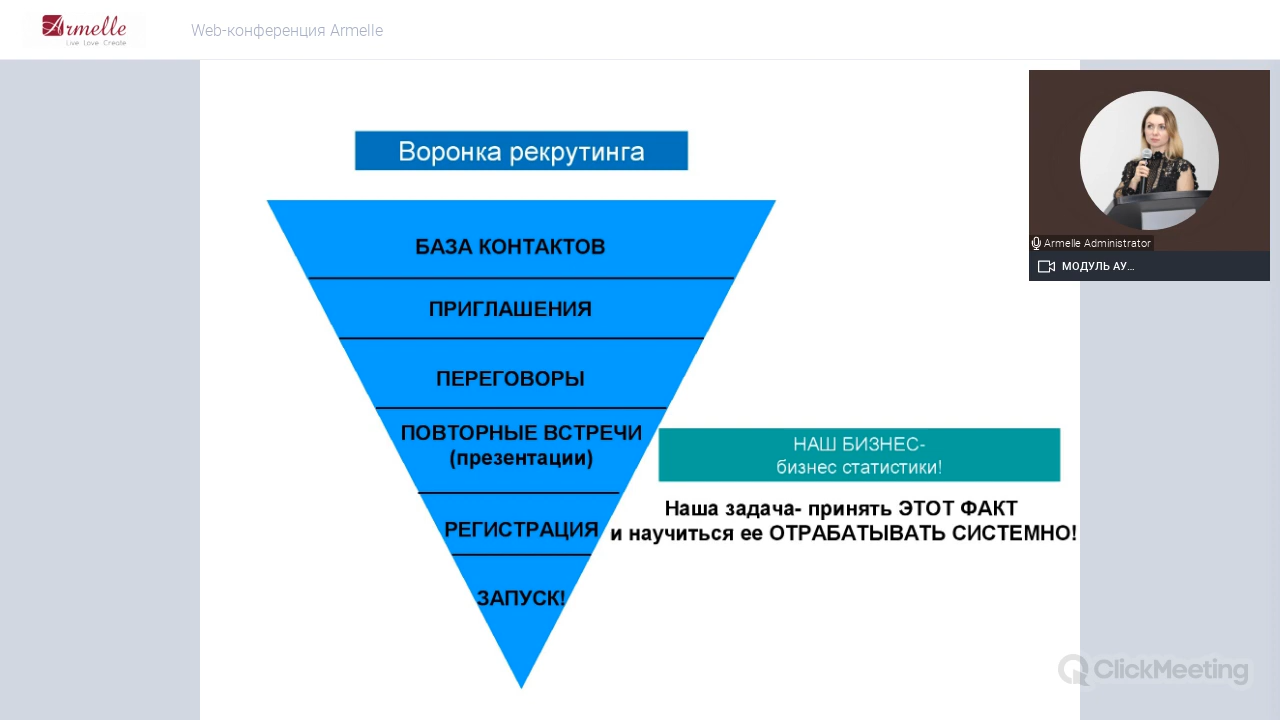 Armelle
Live Love Create
Web-конференция Armelle
Воронка рекрутинга
БАЗА КОНТАКТОВ
ПРИГЛАШЕНИЯ
ПЕРЕГОВОРЫ
ПОВТОРНЫЕ ВСТРЕЧИ
(презентации)
РЕГИСТРАЦИЯ
ЗАПУСК!
НАШ БИЗНЕС-
бизнес статистики!
Наша задача- принять ЭТОТ ФАКТ
и научиться ее ОТРАБАТЫВАТЬ СИСТЕМНО!
Armelle Administrator
МОДУЛЬ АУ...
ClickMeeting